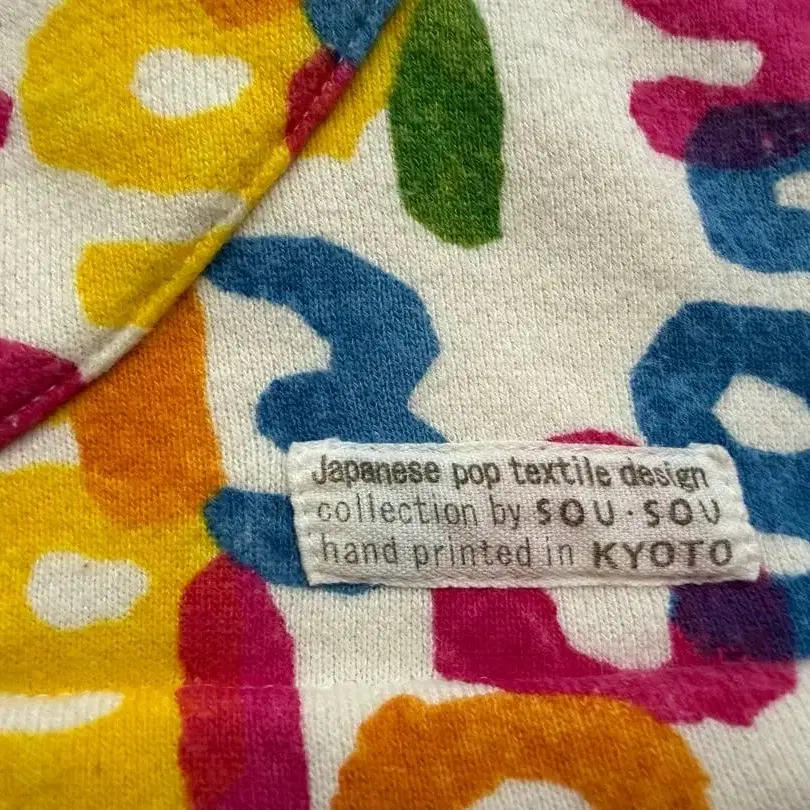 Japanese pop textile design
collection by SOU・SOU
hand printed in KYOTO